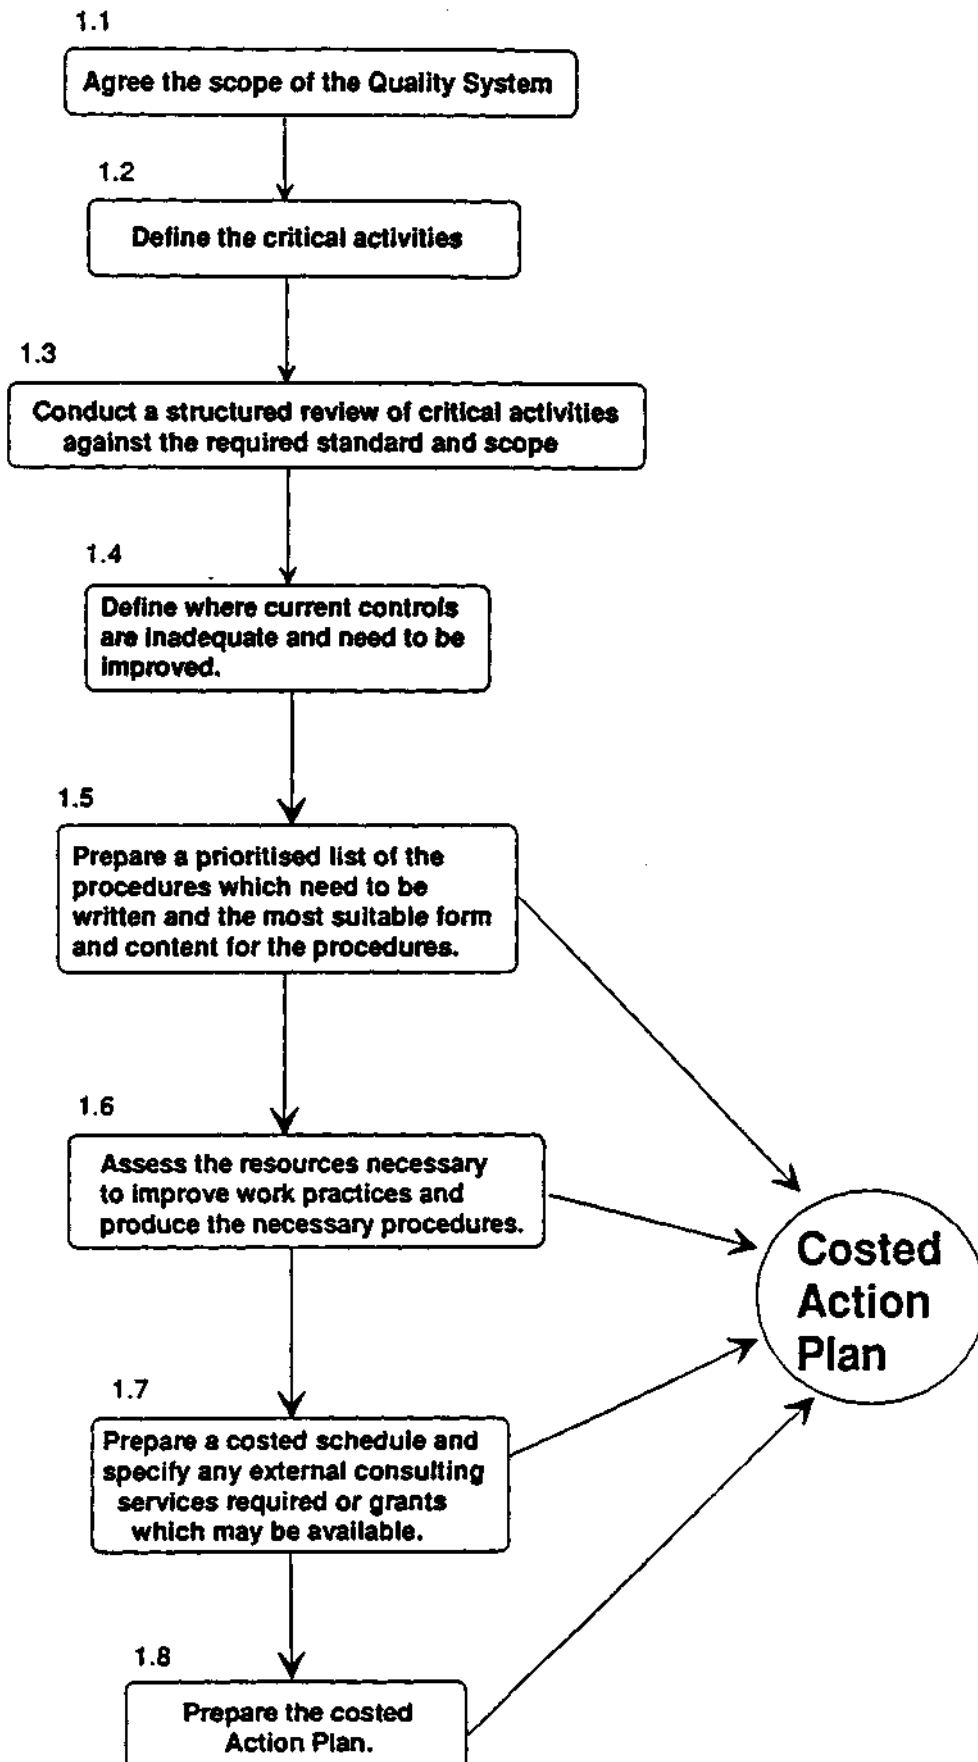 1.1
Agree the scope of the Quality System
1.2
Define the critical activities
1.3
Conduct a structured review of critical activities
against the required standard and scope
1.4
Define where current controls
are inadequate and need to be
improved.
1.5
Prepare a prioritised list of the
procedures which need to be
written and the most suitable form
and content for the procedures.
1.6
Assess the resources necessary
to improve work practices and
produce the necessary procedures.
Costed
Action
Plan
1.7
Prepare a costed schedule and
specify any external consulting
services required or grants
which may be available.
1.8
Prepare the costed
Action Plan.